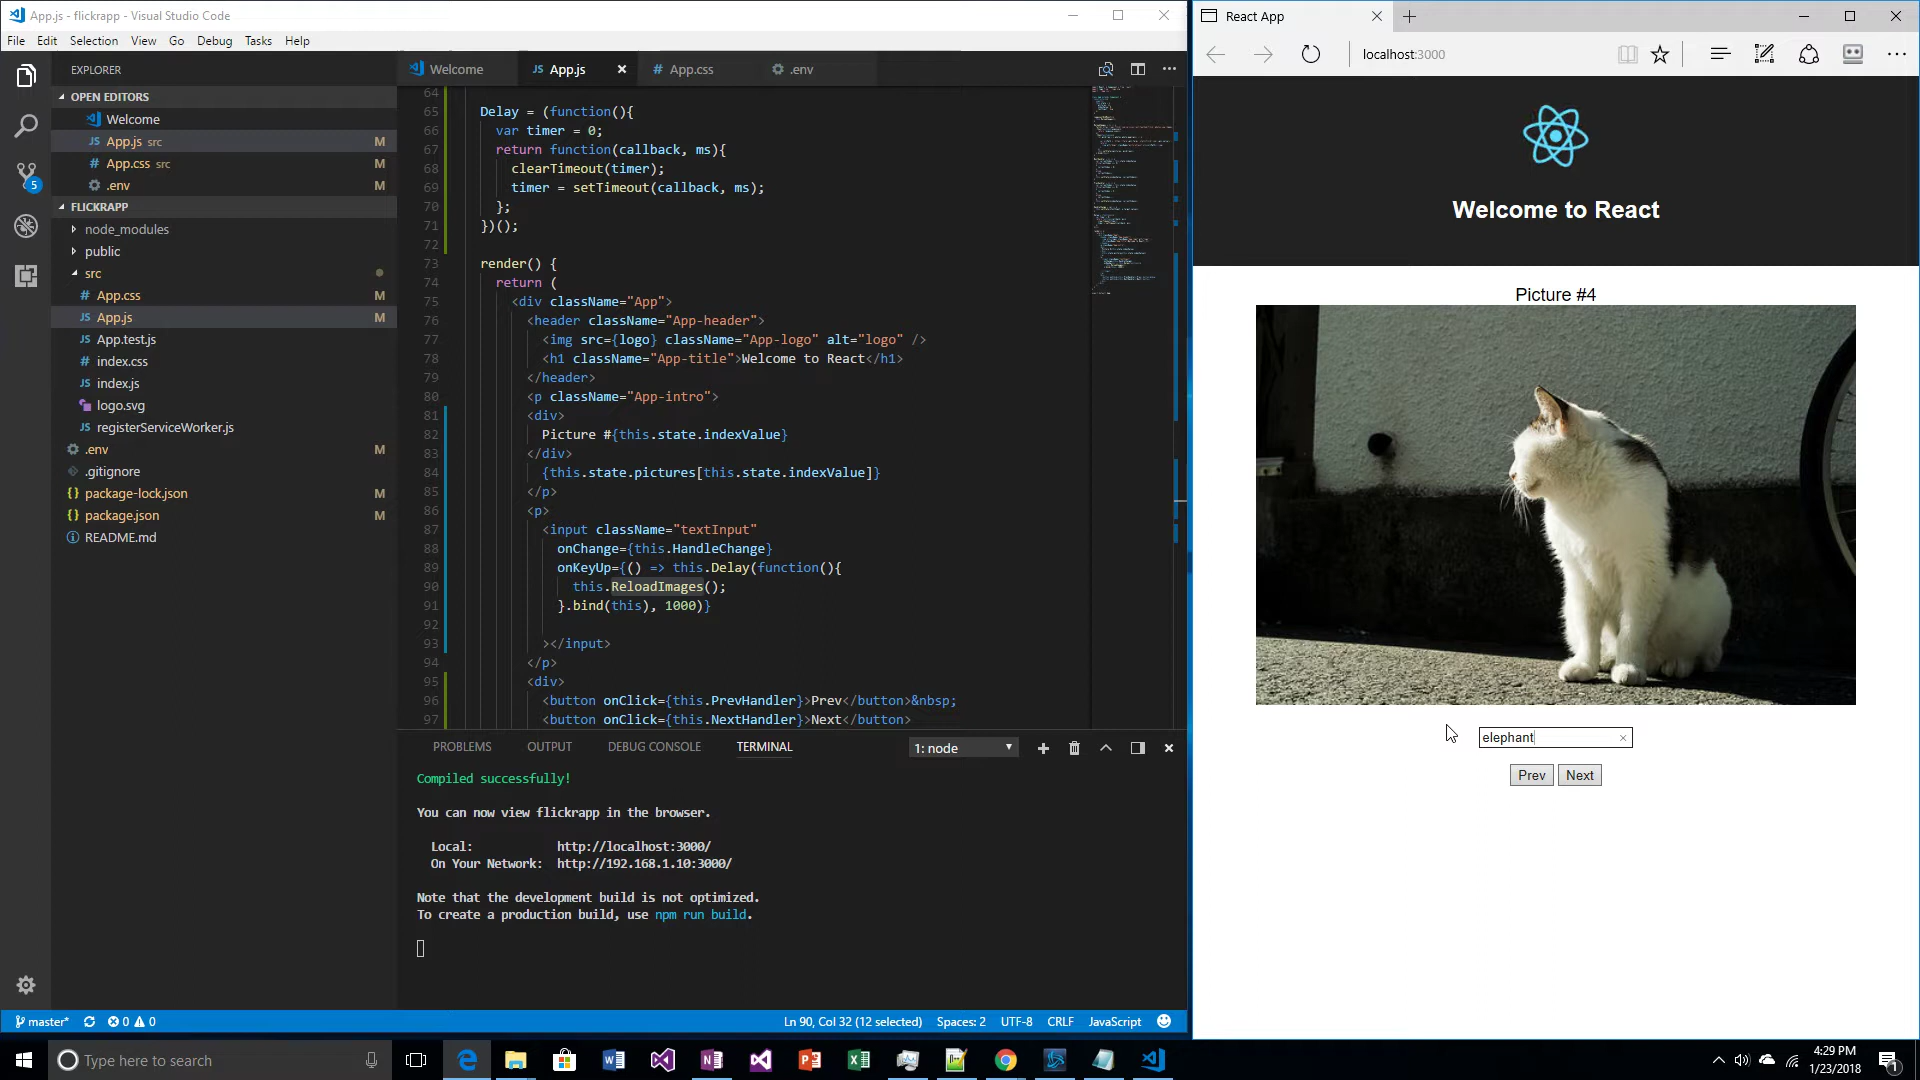 App.js - flickrapp - Visual Studio Code
File Edit Selection View Go Debug Tasks Help
EXPLORER
OPEN EDITORS
Welcome
JS App.js src M
# App.css src M
.env M
FLICKRAPP
node_modules
public
src
# App.css M
JS App.js M
JS App.test.js
# index.css
JS index.js
logo.svg
JS registerServiceWorker.js
.env M
.gitignore
{} package-lock.json M
{} package.json M
README.md
5
Welcome JS App.js # App.css .env
64
65 Delay = (function(){
66 var timer = 0;
67 return function(callback, ms){
68 clearTimeout(timer);
69 timer = setTimeout(callback, ms);
70 };
71 })();
72
73 render() {
74 return (
75 <div className="App">
76 <header className="App-header">
77 <img src={logo} className="App-logo" alt="logo" />
78 <h1 className="App-title">Welcome to React</h1>
79 </header>
80 <p className="App-intro">
81 <div>
82 Picture #{this.state.indexValue}
83 </div>
84 {this.state.pictures[this.state.indexValue]}
85 </p>
86 <p>
87 <input className="textInput"
88 onChange={this.HandleChange}
89 onKeyUp={() => this.Delay(function(){
90 this.ReloadImages();
91 }.bind(this), 1000)}
92
93 ></input>
94 </p>
95 <div>
96 <button onClick={this.PrevHandler}>Prev</button>&nbsp;
97 <button onClick={this.NextHandler}>Next</button>
PROBLEMS OUTPUT DEBUG CONSOLE TERMINAL 1: node
Compiled successfully!
You can now view flickrapp in the browser.
Local: http://localhost:3000/
On Your Network: http://192.168.1.10:3000/
Note that the development build is not optimized.
To create a production build, use npm run build.
master* 0 0 Ln 90, Col 32 (12 selected) Spaces: 2 UTF-8 CRLF JavaScript
React App
localhost:3000
Welcome to React
Picture #4
elephant
Prev Next
Type here to search
4:29 PM
1/23/2018
1